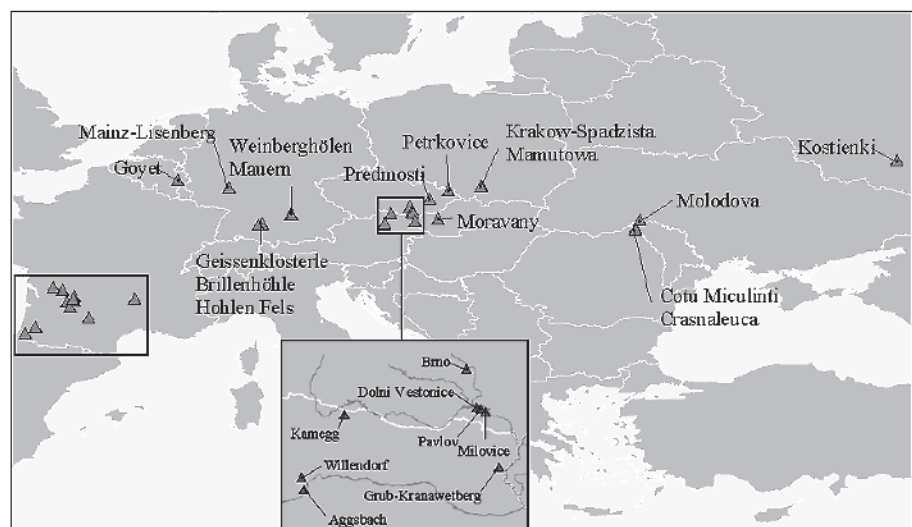 Mainz-Lisenberg
Goyet
Weinberghölen
Mauern
Petrkovice
Predmosti
Krakow-Spadzista
Mamutowa
Kostienki
Moravany
Molodova
Geissenklosterle
Brillenhöhle
Hohlen Fels
Cotu Miculinti
Crasnaleuca
Brno
Dolni Vestonice
Kamegg
Pavlov
Milovice
Willendorf
Grub-Kranawetberg
Aggsbach